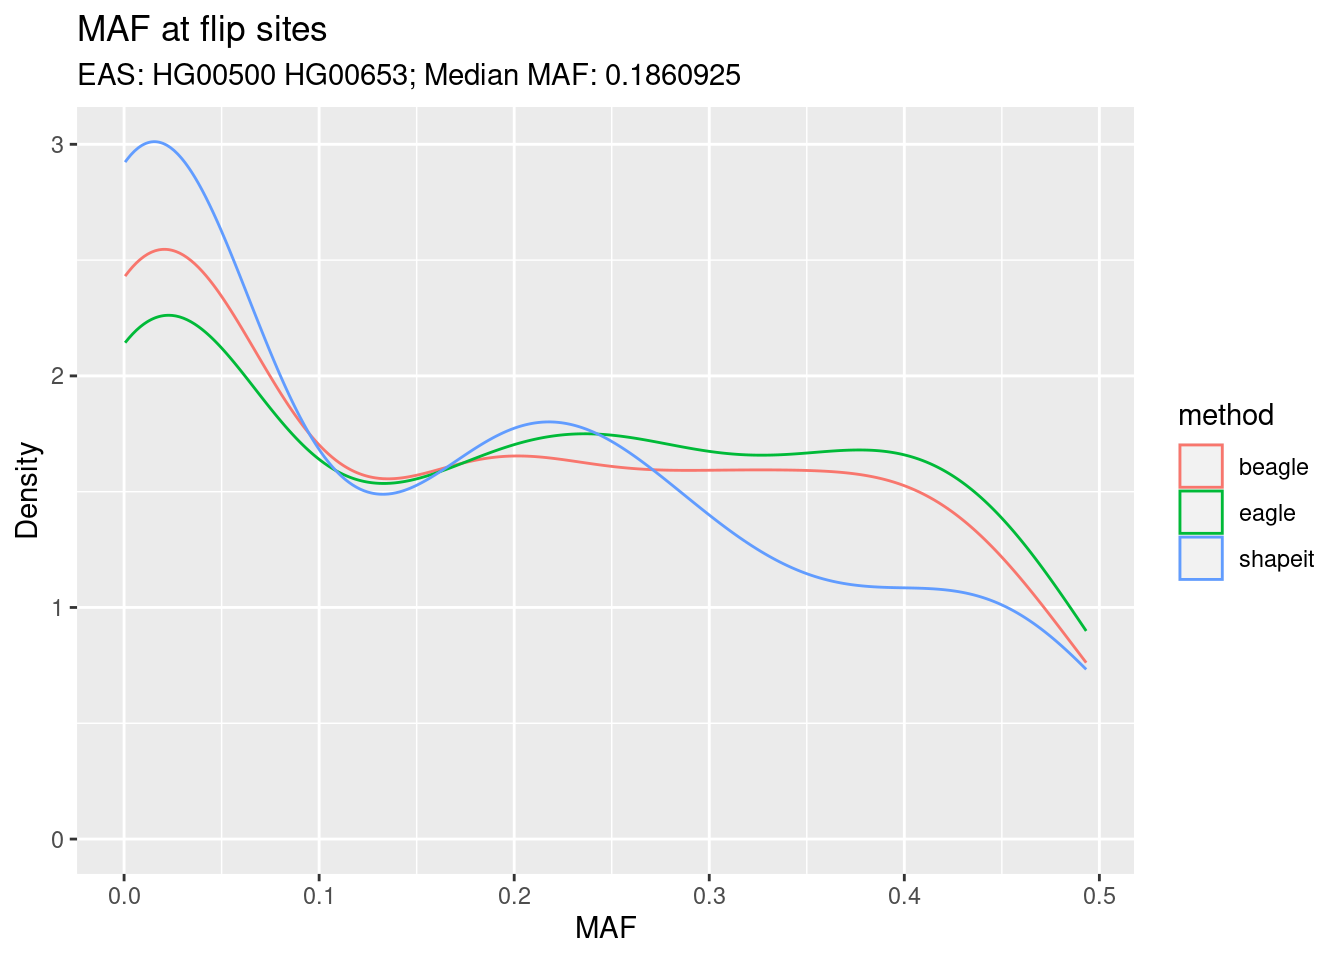 MAF at flip sites
EAS: HG00500 HG00653; Median MAF: 0.1860925
Density
3
2
1
0
0.0 0.1 0.2 0.3 0.4 0.5
MAF
method
beagle
eagle
shapeit